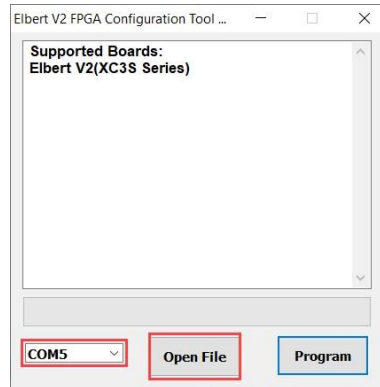 Elbert V2 FPGA Configuration Tool ...
Supported Boards:
Elbert V2(XC3S Series)
COM5
Open File
Program